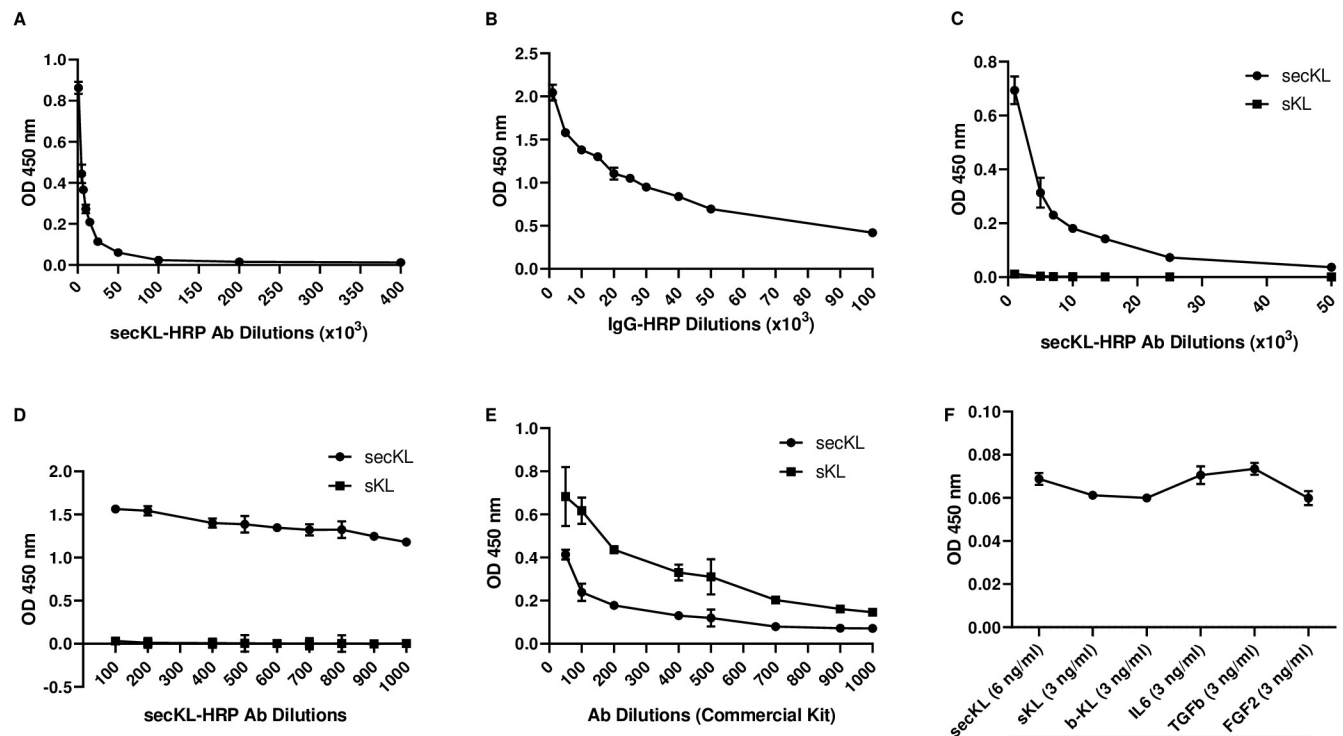 A
OD 450 nm
1.0
0.8
0.6
0.4
0.2
0.0
0 50 100 150 200 250 300 350 400
secKL-HRP Ab Dilutions (x10³)
B
OD 450 nm
2.5
2.0
1.5
1.0
0.5
0.0
0 10 20 30 40 50 60 70 80 90 100
IgG-HRP Dilutions (x10³)
C
OD 450 nm
0.8
0.6
0.4
0.2
0.0
secKL
sKL
0 10 20 30 40 50
secKL-HRP Ab Dilutions (x10³)
D
OD 450 nm
2.0
1.5
1.0
0.5
0.0
-0.5
secKL
sKL
100 200 300 400 500 600 700 800 900 1000
secKL-HRP Ab Dilutions
E
OD 450 nm
1.0
0.8
0.6
0.4
0.2
0.0
secKL
sKL
0 100 200 300 400 500 600 700 800 900 1000
Ab Dilutions (Commercial Kit)
F
OD 450 nm
0.10
0.08
0.06
0.04
0.02
0.00
secKL (6 ng/ml)
sKL (3 ng/ml)
b-KL (3 ng/ml)
IL6 (3 ng/ml)
TGFb (3 ng/ml)
FGF2 (3 ng/ml)